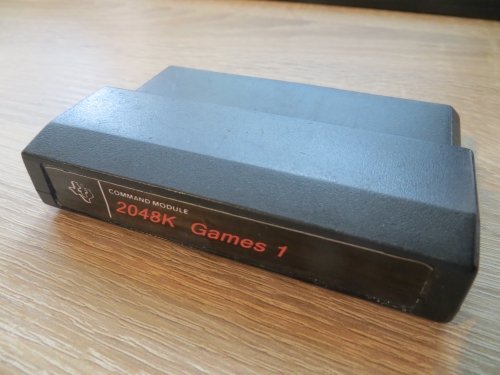 COMMAND MODULE
2048K Games 1